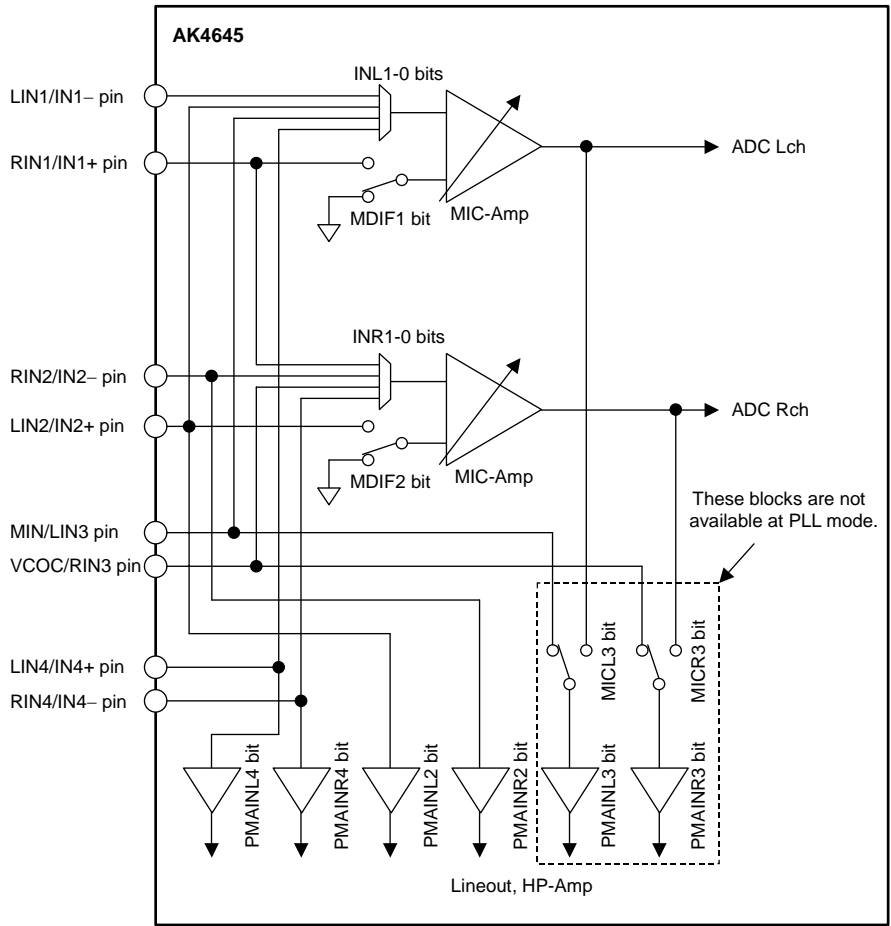 AK4645
INL1-0 bits
LIN1/IN1− pin
RIN1/IN1+ pin
ADC Lch
MDIF1 bit
MIC-Amp
INR1-0 bits
RIN2/IN2− pin
LIN2/IN2+ pin
ADC Rch
MDIF2 bit
MIC-Amp
These blocks are not
available at PLL mode.
MIN/LIN3 pin
VCOC/RIN3 pin
LIN4/IN4+ pin
RIN4/IN4− pin
MICL3 bit
MICR3 bit
PMAINL4 bit
PMAINR4 bit
PMAINL2 bit
PMAINR2 bit
PMAINL3 bit
PMAINR3 bit
Lineout, HP-Amp